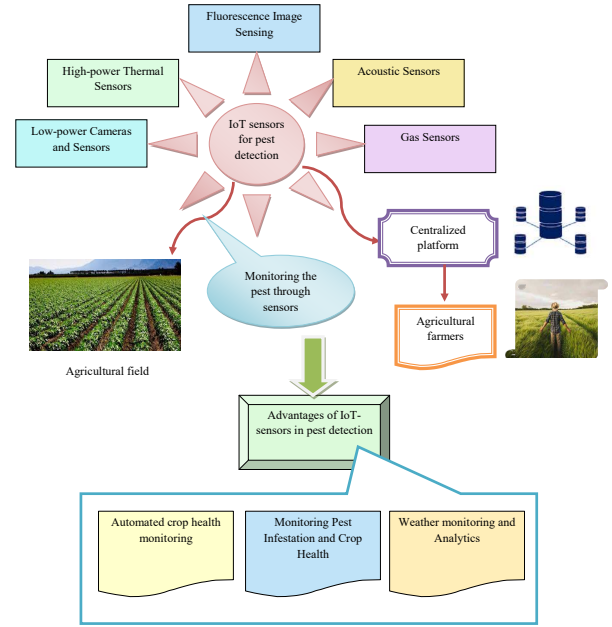 Fluorescence Image
Sensing
High-power Thermal
Sensors
Acoustic Sensors
Low-power Cameras
and Sensors
IoT sensors
for pest
detection
Gas Sensors
Centralized
platform
Monitoring the
pest through
sensors
Agricultural
farmers
Agricultural field
Advantages of IoT-
sensors in pest detection
Automated crop health
monitoring
Monitoring Pest
Infestation and Crop
Health
Weather monitoring and
Analytics